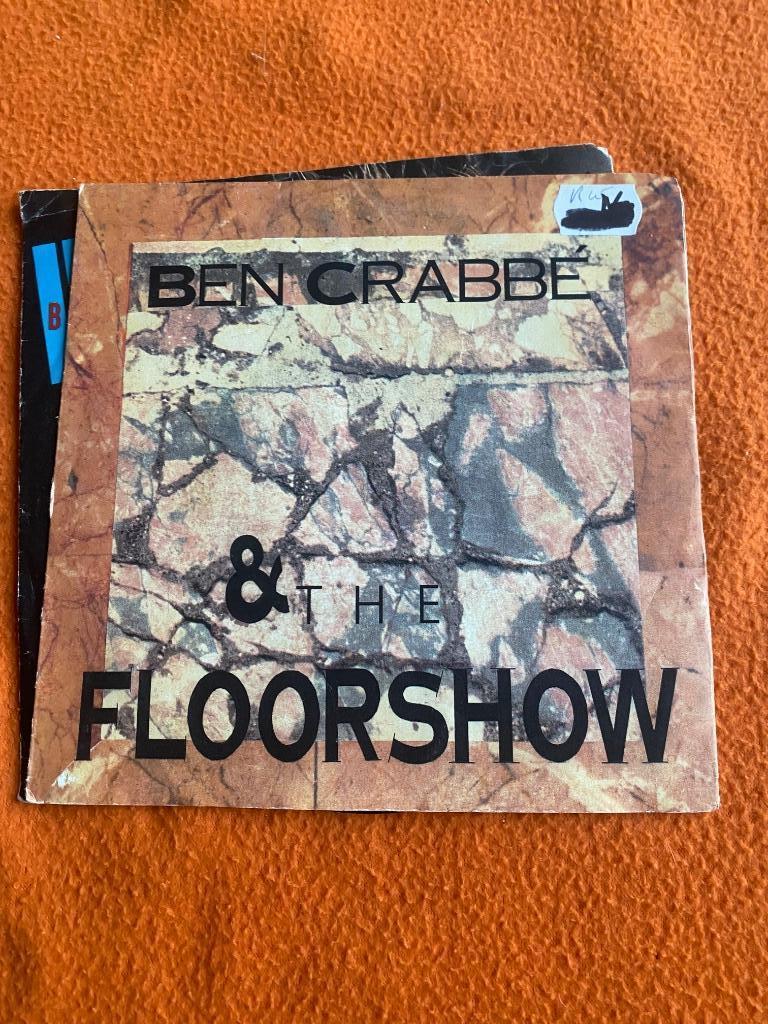 BEN CRABBÉ
& THE
FLOORSHOW
B